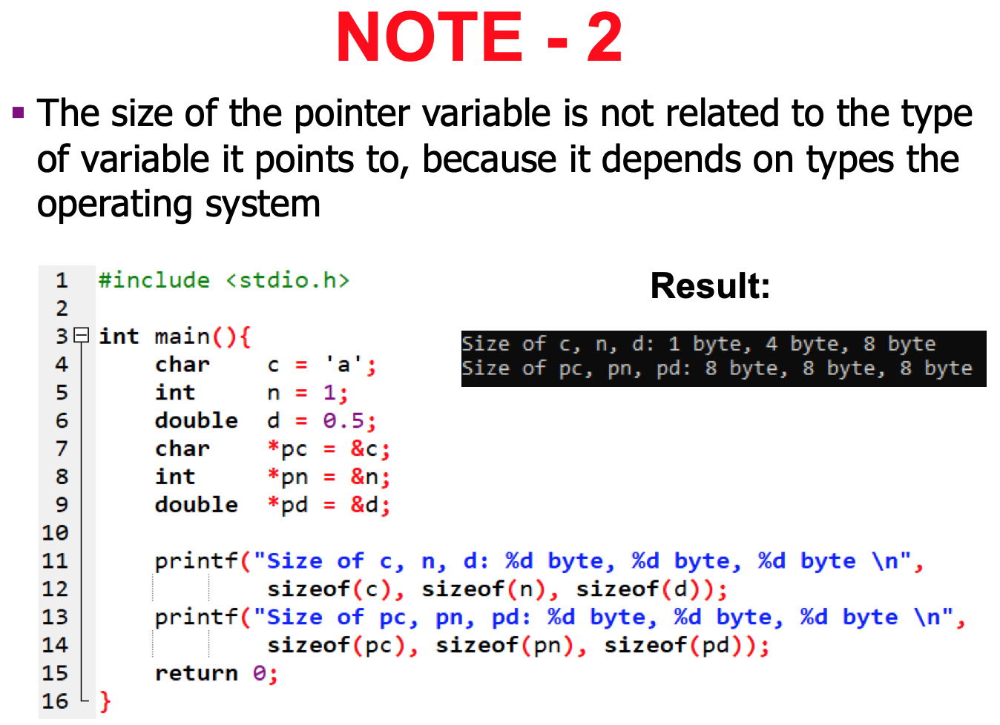 NOTE - 2
▪ The size of the pointer variable is not related to the type
of variable it points to, because it depends on types the
operating system
1 #include <stdio.h>
2
3 int main(){
4     char    c = 'a';
5     int     n = 1;
6     double  d = 0.5;
7     char    *pc = &c;
8     int     *pn = &n;
9     double  *pd = &d;
10
11     printf("Size of c, n, d: %d byte, %d byte, %d byte \n",
12             sizeof(c), sizeof(n), sizeof(d));
13     printf("Size of pc, pn, pd: %d byte, %d byte, %d byte \n",
14             sizeof(pc), sizeof(pn), sizeof(pd));
15     return 0;
16 }
Result:
Size of c, n, d: 1 byte, 4 byte, 8 byte
Size of pc, pn, pd: 8 byte, 8 byte, 8 byte